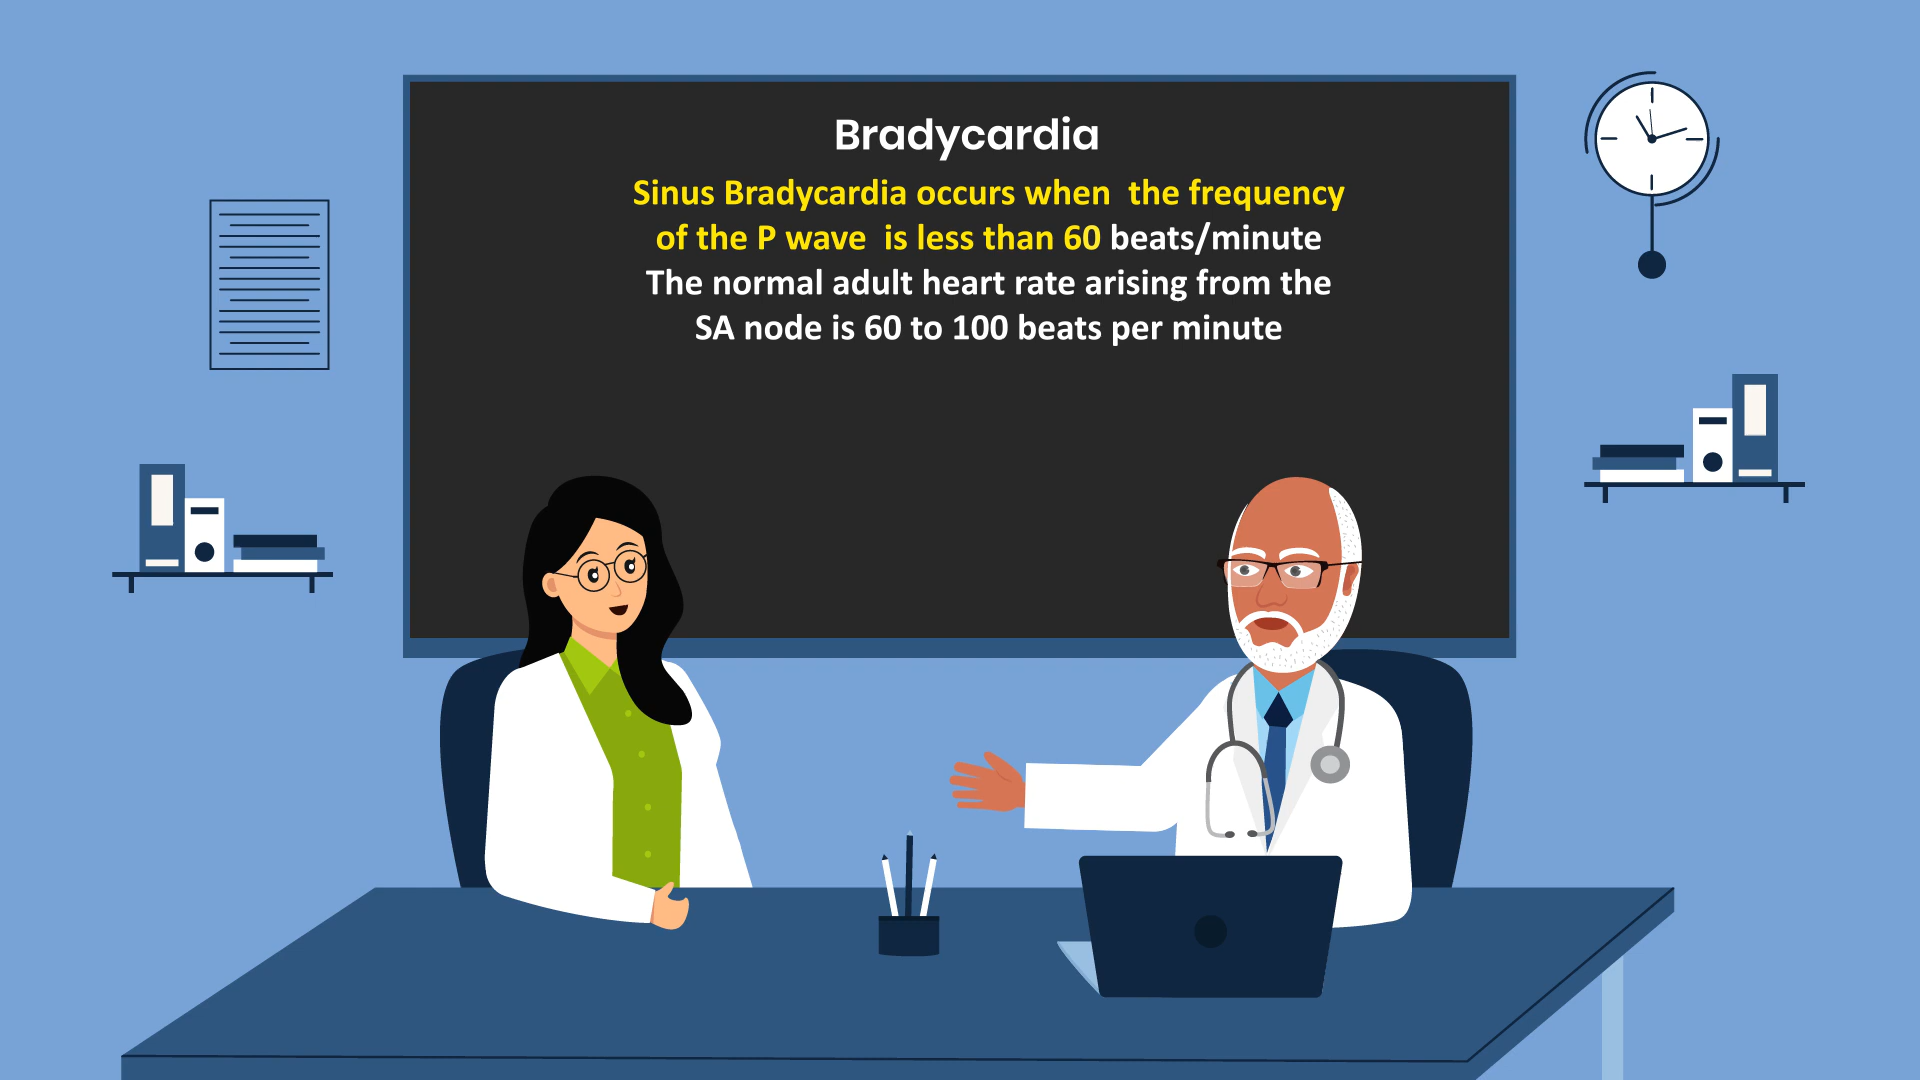 Bradycardia
Sinus Bradycardia occurs when the frequency
of the P wave is less than 60 beats/minute
The normal adult heart rate arising from the
SA node is 60 to 100 beats per minute